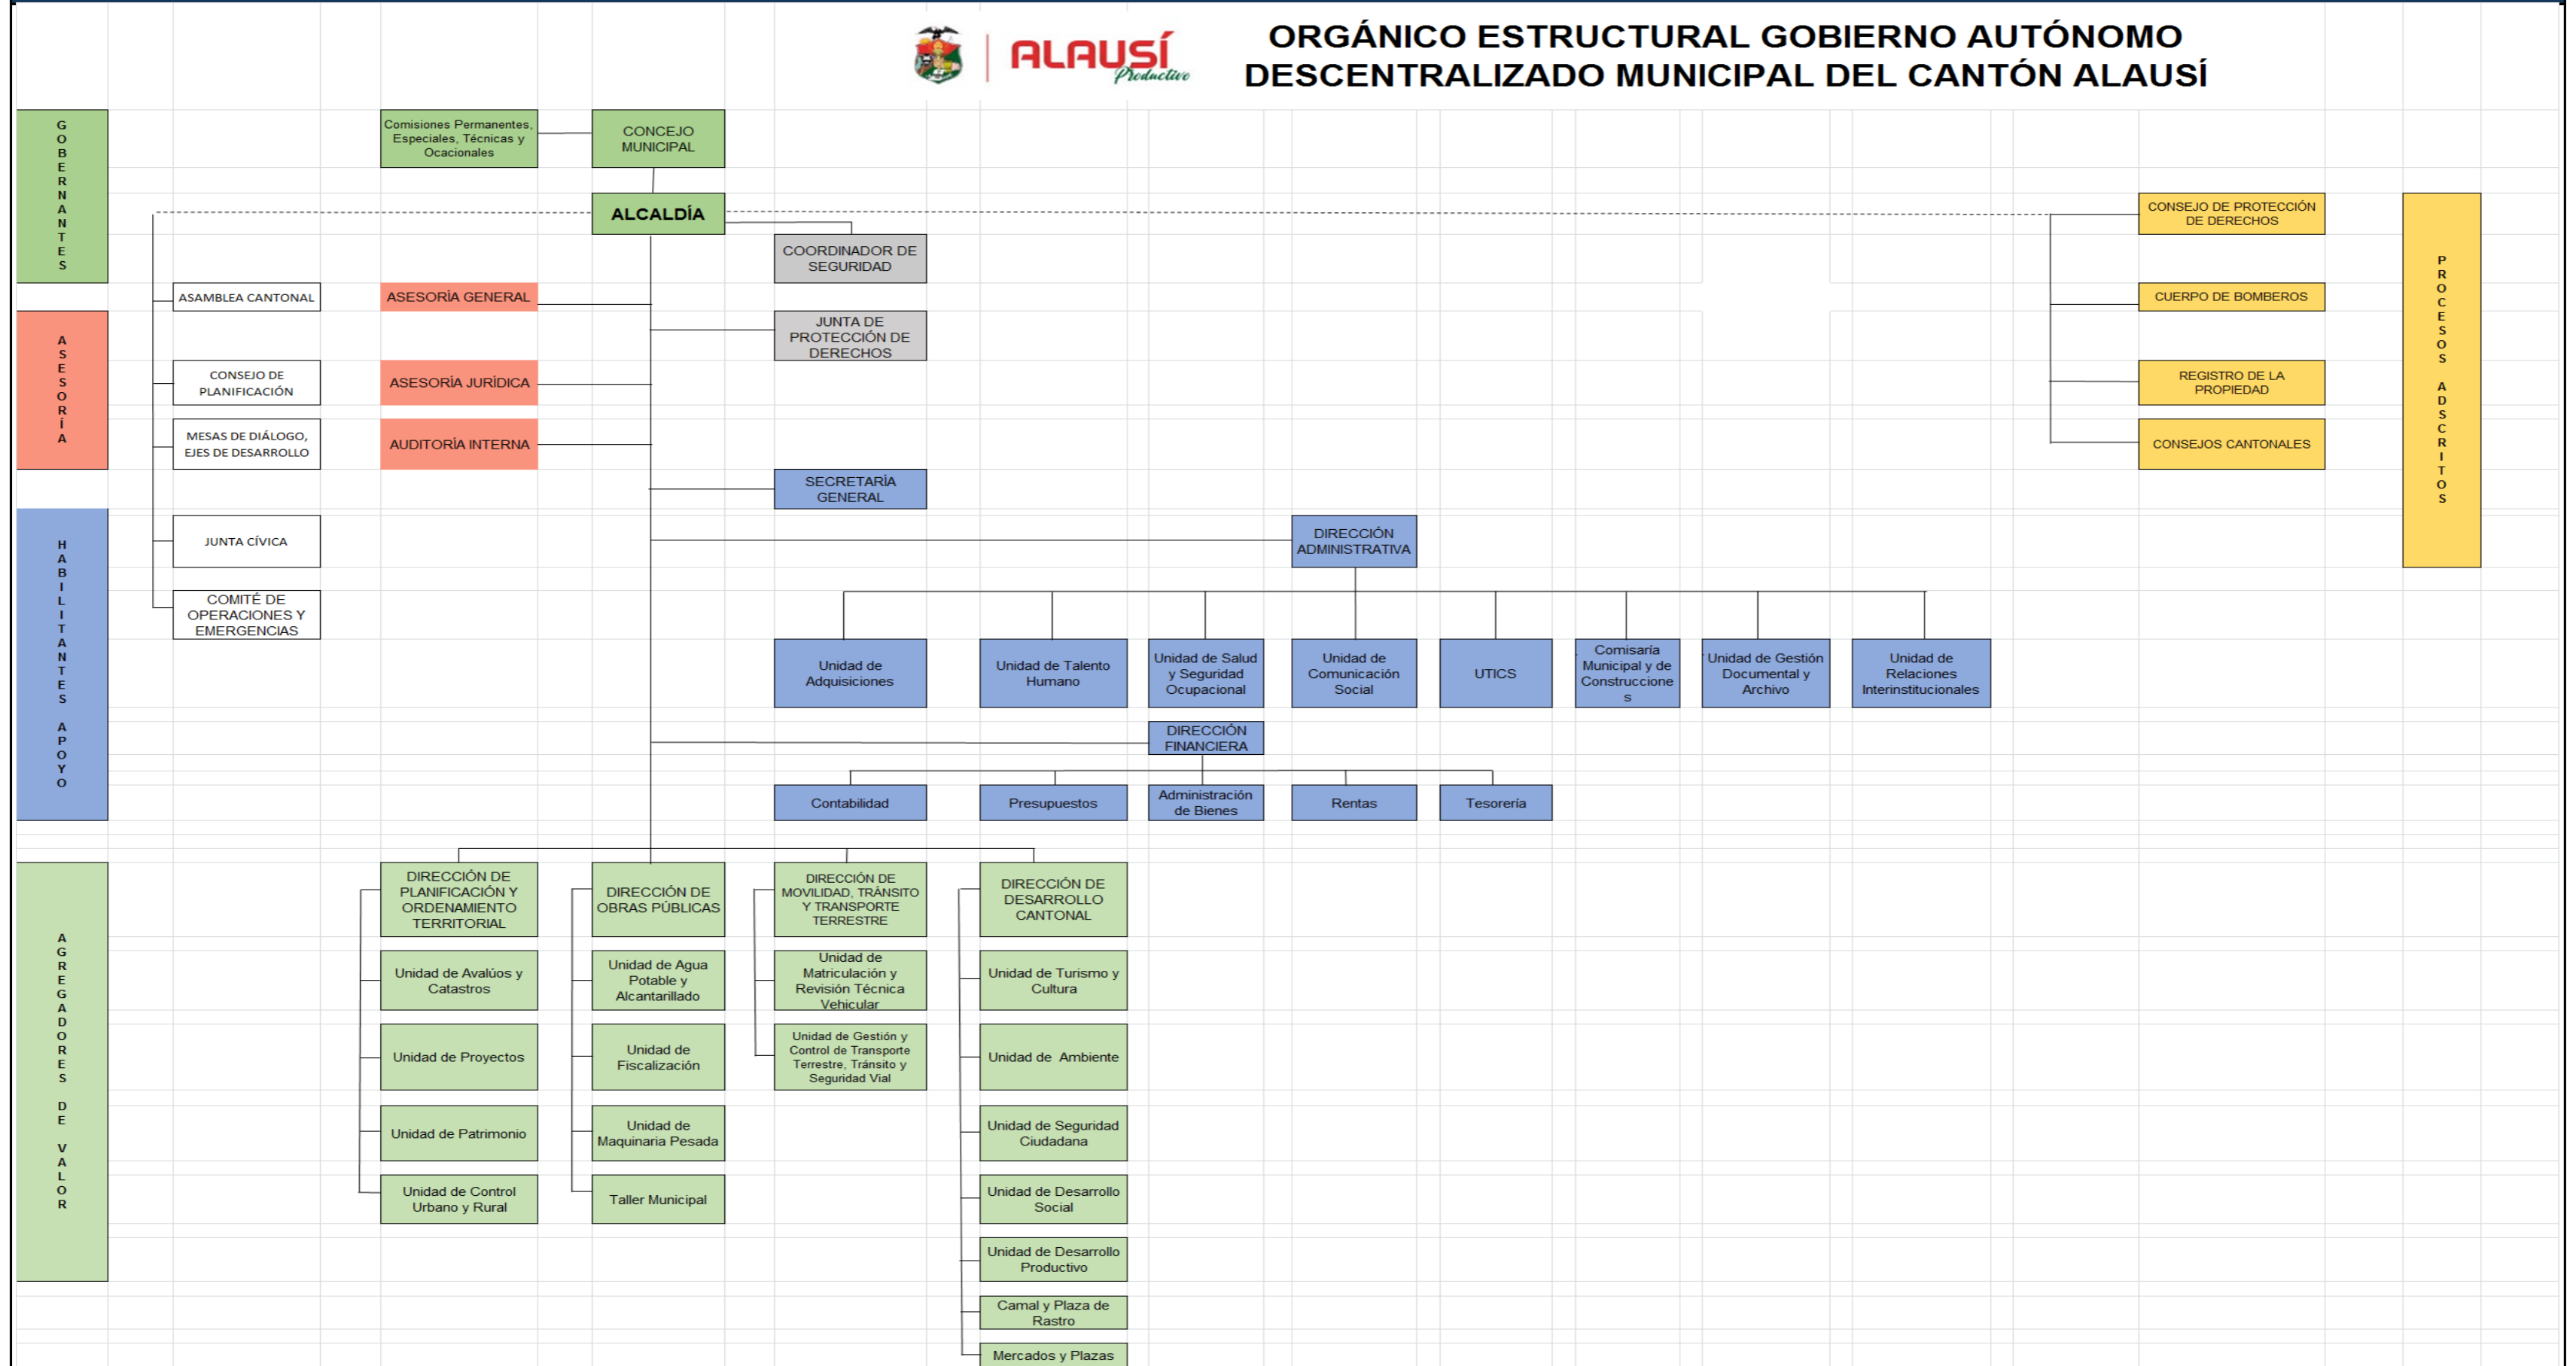 ALAUSÍ
Productivo
ORGÁNICO ESTRUCTURAL GOBIERNO AUTÓNOMO
DESCENTRALIZADO MUNICIPAL DEL CANTÓN ALAUSÍ
GOBERNANTES
Comisiones Permanentes,
Especiales, Técnicas y
Ocacionales
CONCEJO
MUNICIPAL
ALCALDÍA
COORDINADOR DE
SEGURIDAD
CONSEJO DE PROTECCIÓN
DE DERECHOS
PROCESOS ADSCRITOS
ASAMBLEA CANTONAL
ASESORÌA GENERAL
CUERPO DE BOMBEROS
ASESORÍA
JUNTA DE
PROTECCIÓN DE
DERECHOS
CONSEJO DE
PLANIFICACIÓN
ASESORÌA JURÌDICA
REGISTRO DE LA
PROPIEDAD
MESAS DE DIÁLOGO,
EJES DE DESARROLLO
AUDITORÌA INTERNA
CONSEJOS CANTONALES
SECRETARÌA
GENERAL
HABILITANTES APOYO
JUNTA CÍVICA
DIRECCIÓN
ADMINISTRATIVA
COMITÉ DE
OPERACIONES Y
EMERGENCIAS
Unidad de
Adquisiciones
Unidad de Talento
Humano
Unidad de Salud
y Seguridad
Ocupacional
Unidad de
Comunicación
Social
UTICS
Comisaría
Municipal y de
Construccione
s
Unidad de Gestión
Documental y
Archivo
Unidad de
Relaciones
Interinstitucionales
DIRECCIÓN
FINANCIERA
Contabilidad
Presupuestos
Administración
de Bienes
Rentas
Tesorería
AGREGADORES DE VALOR
DIRECCIÓN DE
PLANIFICACIÓN Y
ORDENAMIENTO
TERRITORIAL
DIRECCIÓN DE
OBRAS PÚBLICAS
DIRECCIÓN DE
MOVILIDAD, TRÁNSITO
Y TRANSPORTE
TERRESTRE
DIRECCIÓN DE
DESARROLLO
CANTONAL
Unidad de Avalúos y
Catastros
Unidad de Agua
Potable y
Alcantarillado
Unidad de
Matriculación y
Revisión Técnica
Vehicular
Unidad de Turismo y
Cultura
Unidad de Proyectos
Unidad de
Fiscalización
Unidad de Gestión y
Control de Transporte
Terrestre, Tránsito y
Seguridad Vial
Unidad de  Ambiente
Unidad de Patrimonio
Unidad de
Maquinaria Pesada
Unidad de Seguridad
Ciudadana
Unidad de Control
Urbano y Rural
Taller Municipal
Unidad de Desarrollo
Social
Unidad de Desarrollo
Productivo
Camal y Plaza de
Rastro
Mercados y Plazas